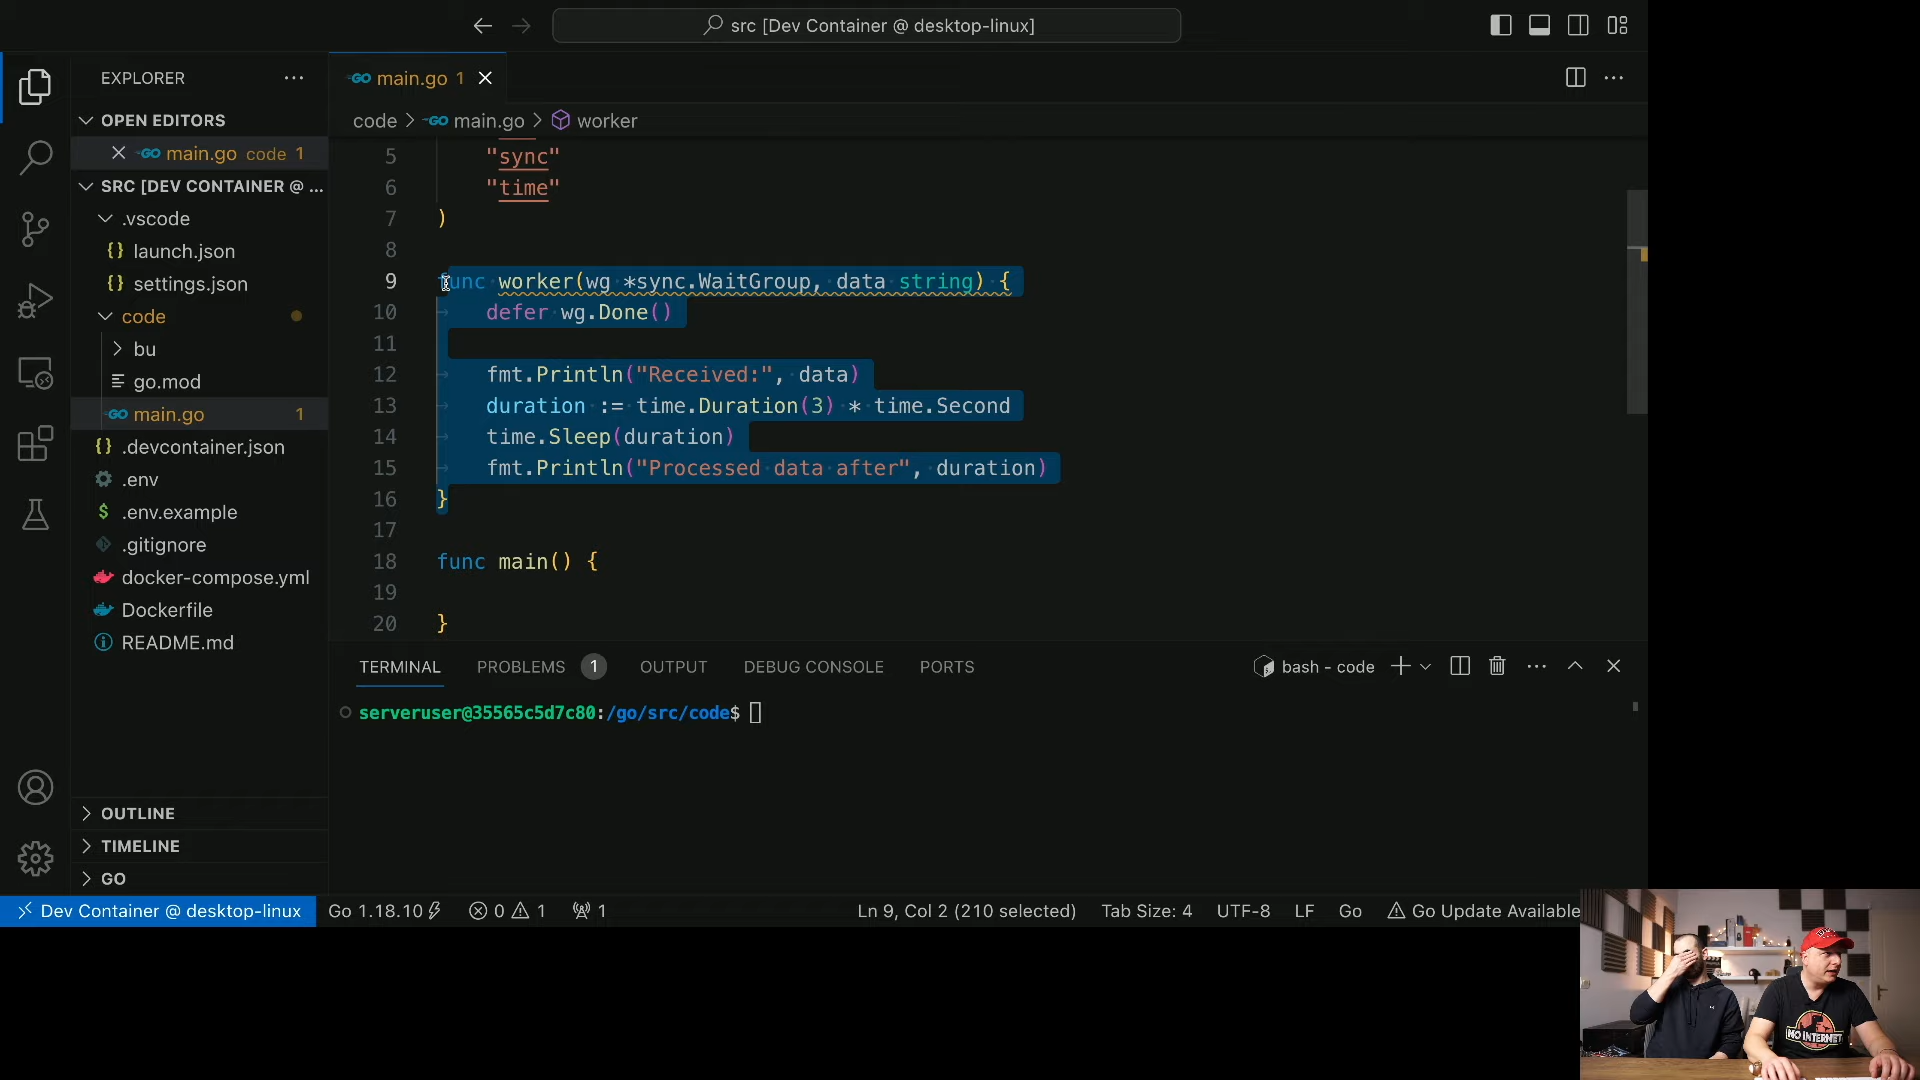 src [Dev Container @ desktop-linux]
EXPLORER
main.go 1
OPEN EDITORS
code > main.go > worker
main.go code 1
5 "sync"
SRC [DEV CONTAINER @ ...
6 "time"
.vscode
7 )
launch.json
8
settings.json
9 func worker(wg *sync.WaitGroup, data string) {
code
10 defer wg.Done()
bu
11
go.mod
12 fmt.Println("Received:", data)
main.go 1
13 duration := time.Duration(3) * time.Second
.devcontainer.json
14 time.Sleep(duration)
.env
15 fmt.Println("Processed data after", duration)
.env.example
16 }
.gitignore
17
docker-compose.yml
18 func main() {
Dockerfile
19
README.md
20 }
TERMINAL PROBLEMS 1 OUTPUT DEBUG CONSOLE PORTS
bash - code
serveruser@35565c5d7c80:/go/src/code$
OUTLINE
TIMELINE
GO
Dev Container @ desktop-linux Go 1.18.10 0 1 1 Ln 9, Col 2 (210 selected) Tab Size: 4 UTF-8 LF Go Go Update Available
NO INTERNET